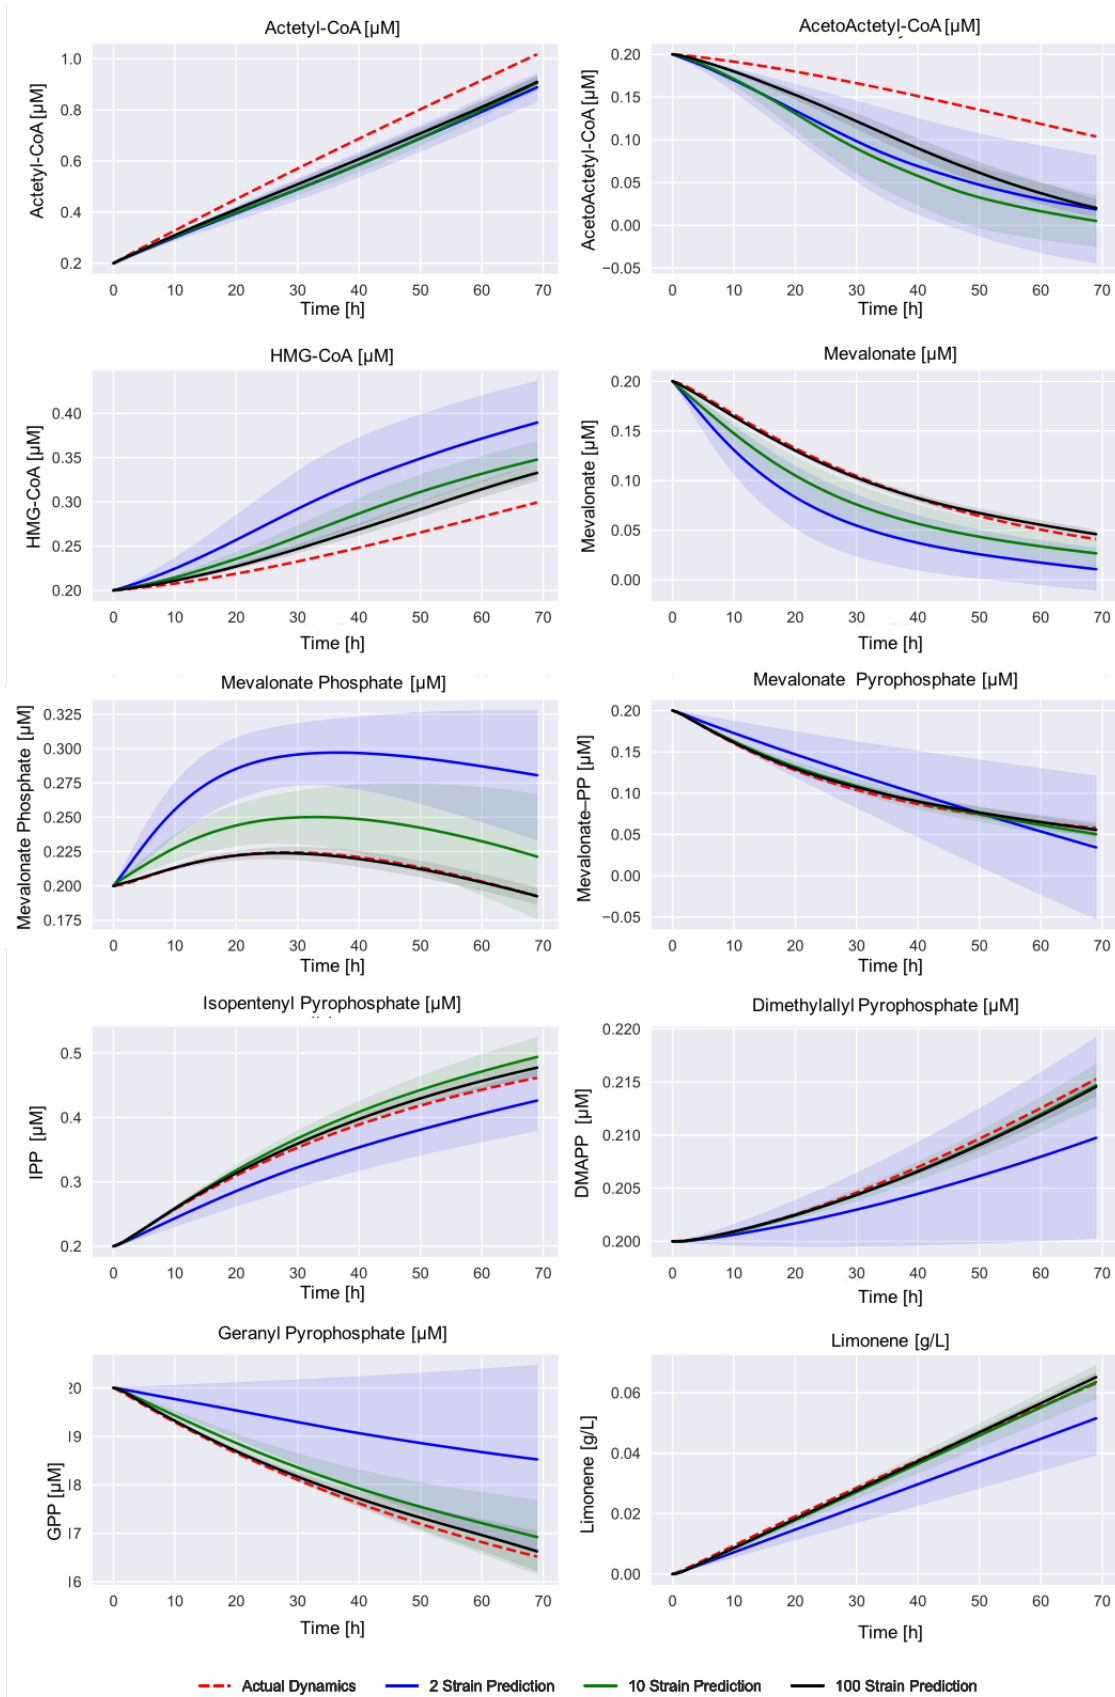 Actetyl-CoA [µM]
Actetyl-CoA [µM]
1.0
0.8
0.6
0.4
0.2
0 10 20 30 40 50 60 70
Time [h]
AcetoActetyl-CoA [µM]
AcetoActetyl-CoA [µM]
0.20
0.15
0.10
0.05
0.00
−0.05
0 10 20 30 40 50 60 70
Time [h]
HMG-CoA [µM]
HMG-CoA [µM]
0.40
0.35
0.30
0.25
0.20
0 10 20 30 40 50 60 70
Time [h]
Mevalonate [µM]
Mevalonate [µM]
0.20
0.15
0.10
0.05
0.00
0 10 20 30 40 50 60 70
Time [h]
Mevalonate Phosphate [µM]
Mevalonate Phosphate [µM]
0.325
0.300
0.275
0.250
0.225
0.200
0.175
0 10 20 30 40 50 60 70
Time [h]
Mevalonate Pyrophosphate [µM]
Mevalonate–PP [µM]
0.20
0.15
0.10
0.05
0.00
−0.05
0 10 20 30 40 50 60 70
Time [h]
Isopentenyl Pyrophosphate [µM]
IPP [µM]
0.5
0.4
0.3
0.2
0 10 20 30 40 50 60 70
Time [h]
Dimethylallyl Pyrophosphate [µM]
DMAPP [µM]
0.220
0.215
0.210
0.205
0.200
0 10 20 30 40 50 60 70
Time [h]
Geranyl Pyrophosphate [µM]
GPP [µM]
20
19
18
17
16
0 10 20 30 40 50 60 70
Time [h]
Limonene [g/L]
Limonene [g/L]
0.06
0.04
0.02
0.00
0 10 20 30 40 50 60 70
Time [h]
Actual Dynamics 2 Strain Prediction 10 Strain Prediction 100 Strain Prediction